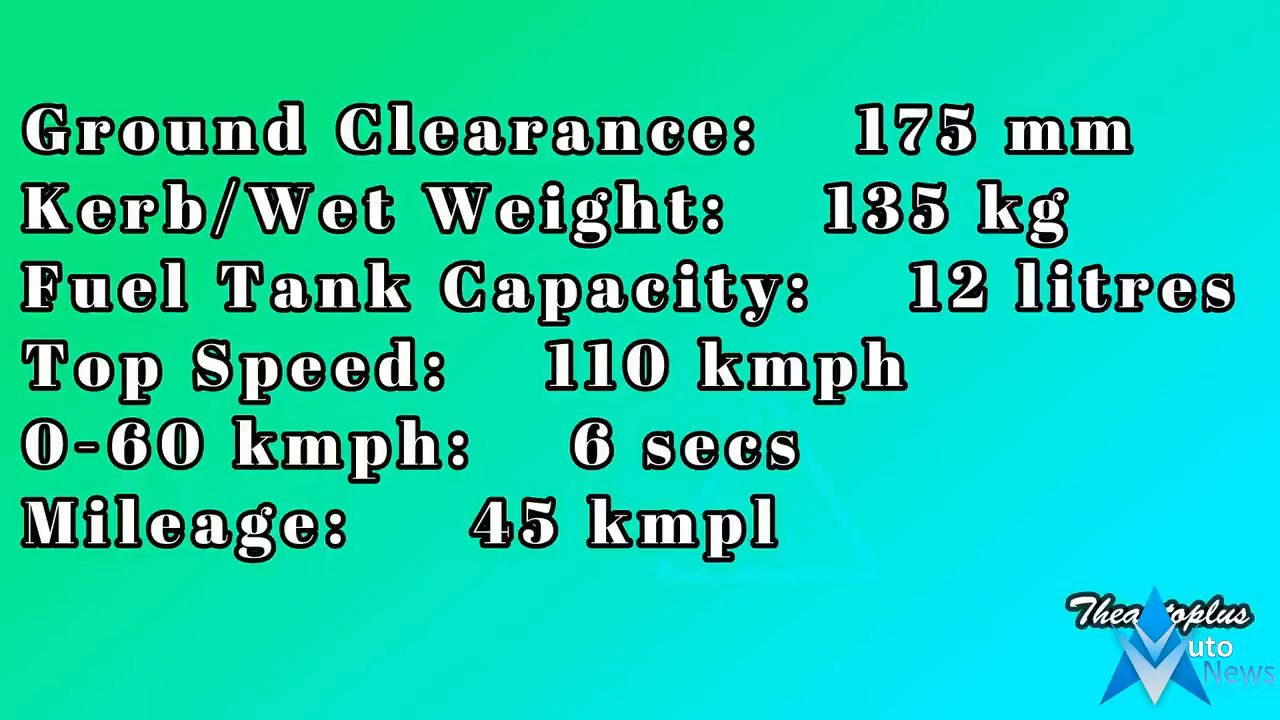 Ground Clearance: 175 mm
Kerb/Wet Weight: 135 kg
Fuel Tank Capacity: 12 litres
Top Speed: 110 kmph
0-60 kmph: 6 secs
Mileage: 45 kmpl
uto
News